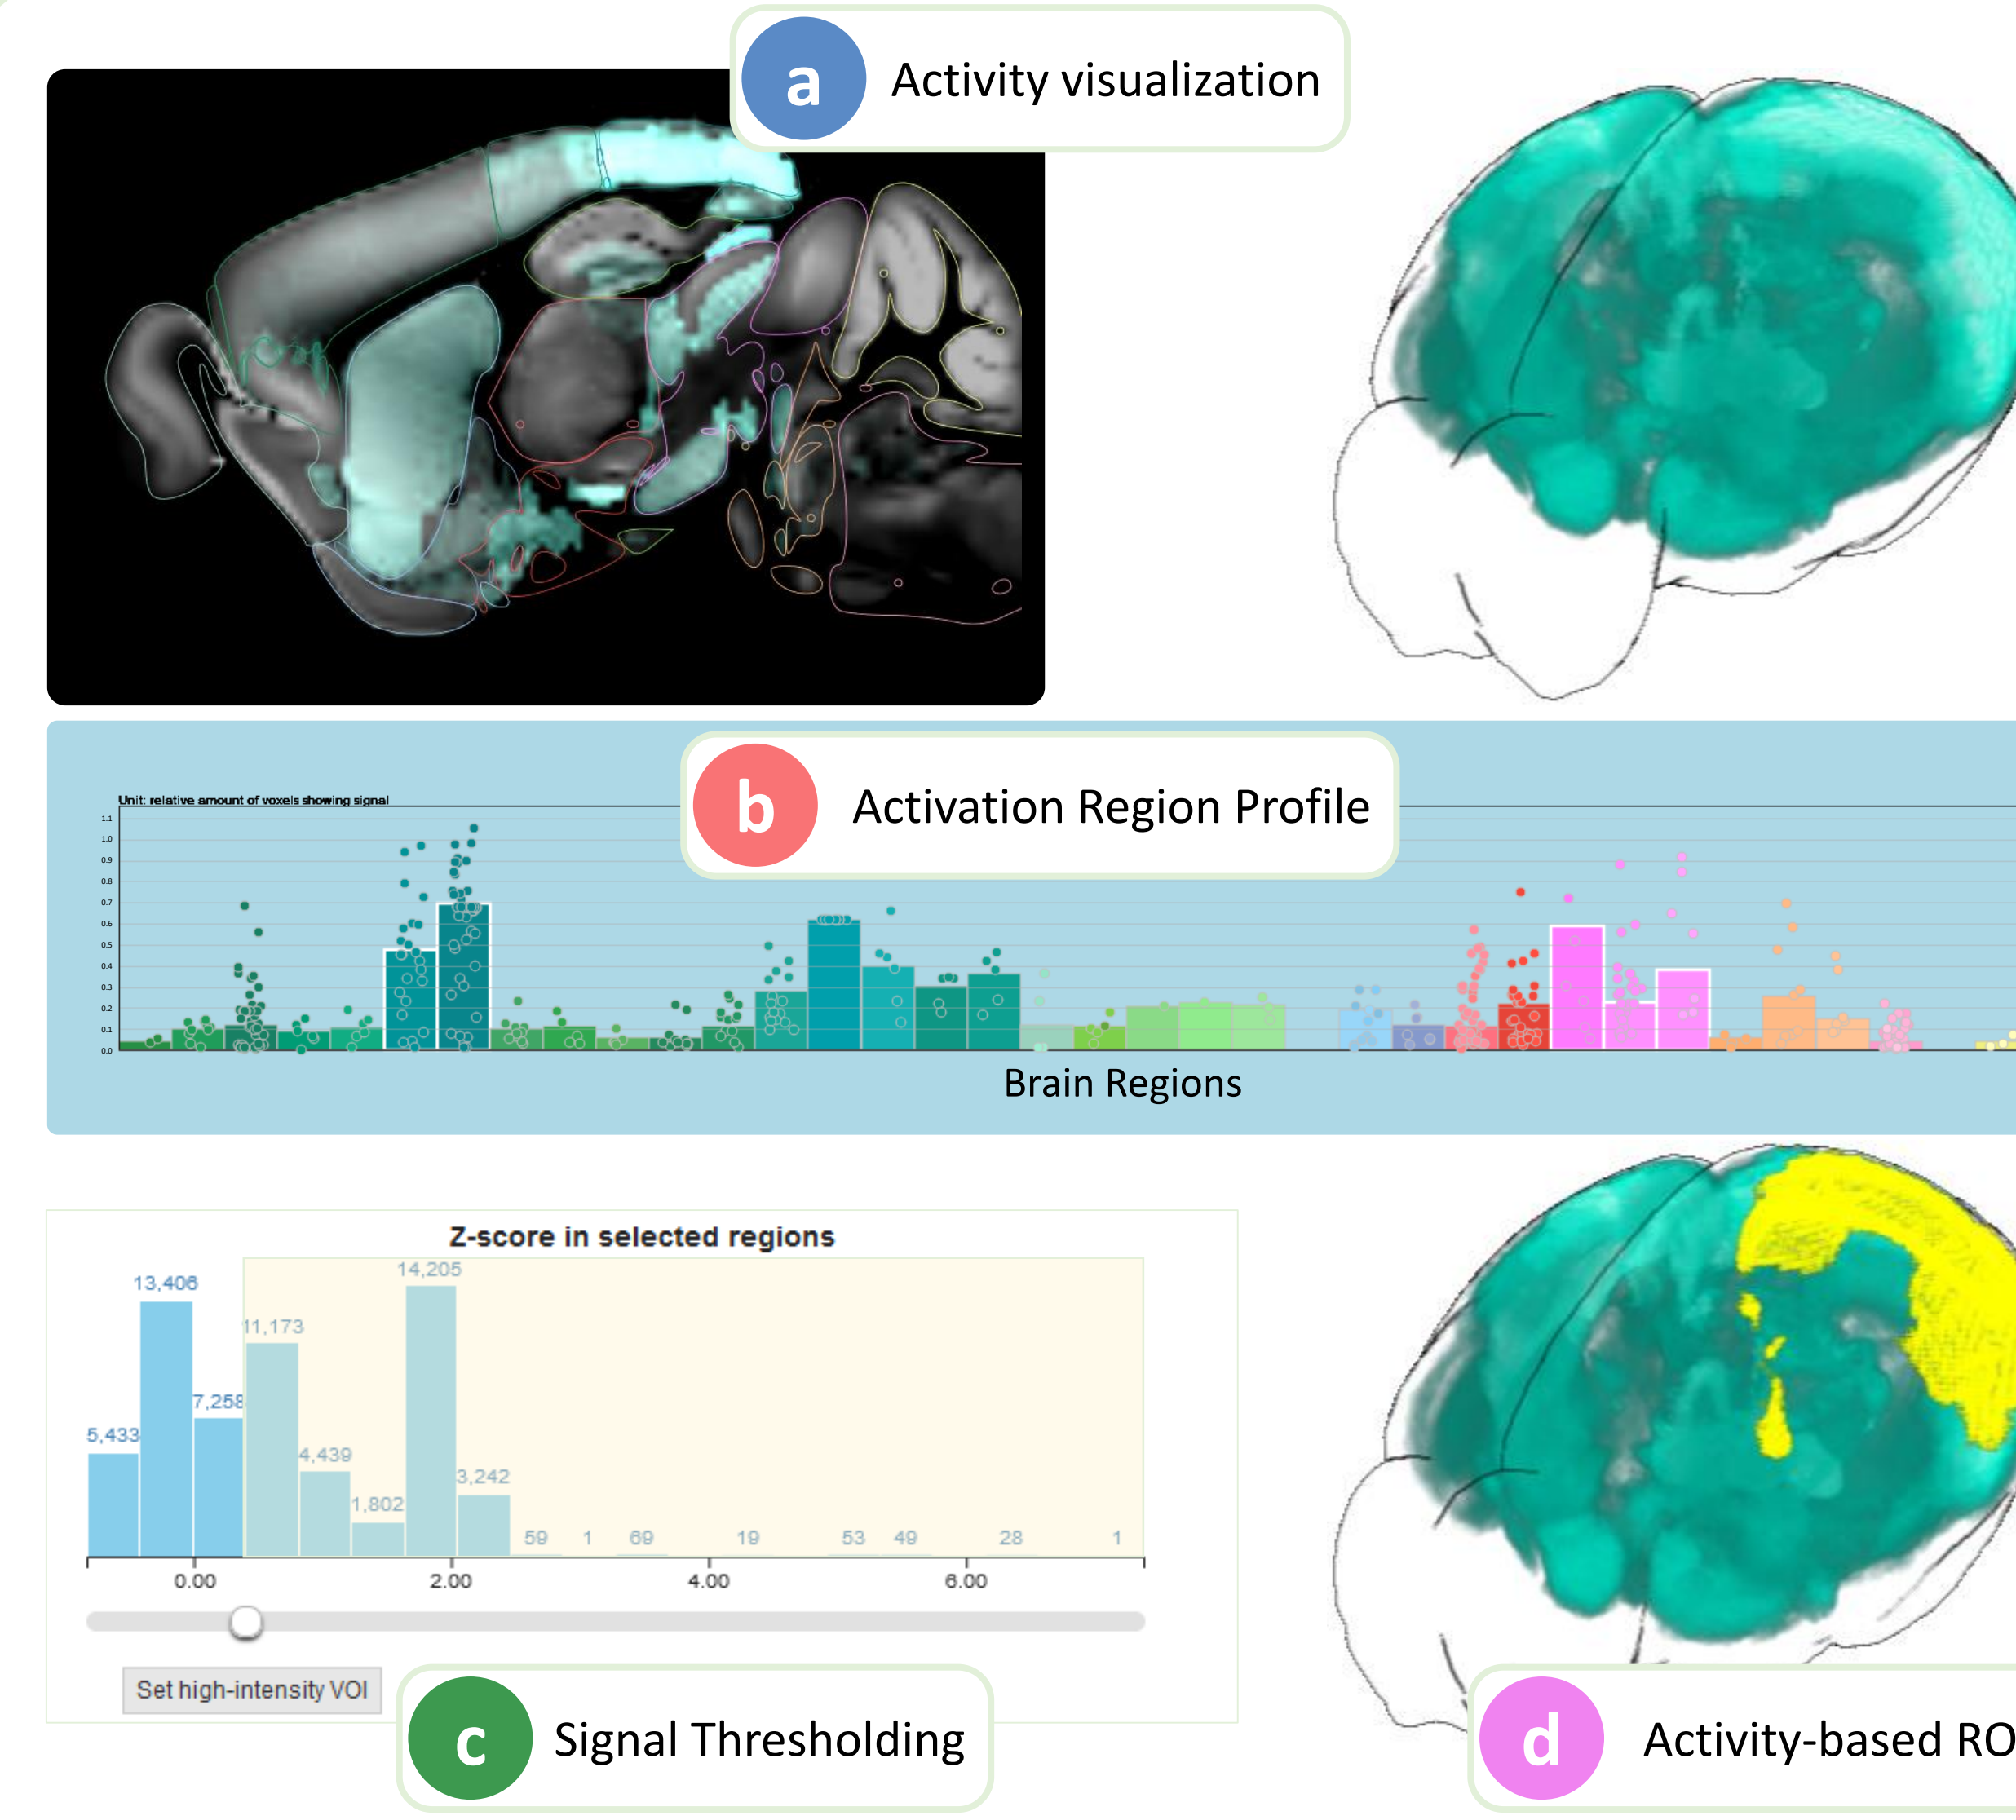 a Activity visualization
b Activation Region Profile
Unit: relative amount of voxels showing signal
1.1
1.0
0.9
0.8
0.7
0.6
0.5
0.4
0.3
0.2
0.1
0.0
Brain Regions
Z-score in selected regions
14,205
13,406
11,173
7,258
5,433
4,439
3,242
1,802
59 1 69 19 53 49 28 1
0.00 2.00 4.00 6.00
Set high-intensity VOI
c Signal Thresholding
d Activity-based RO